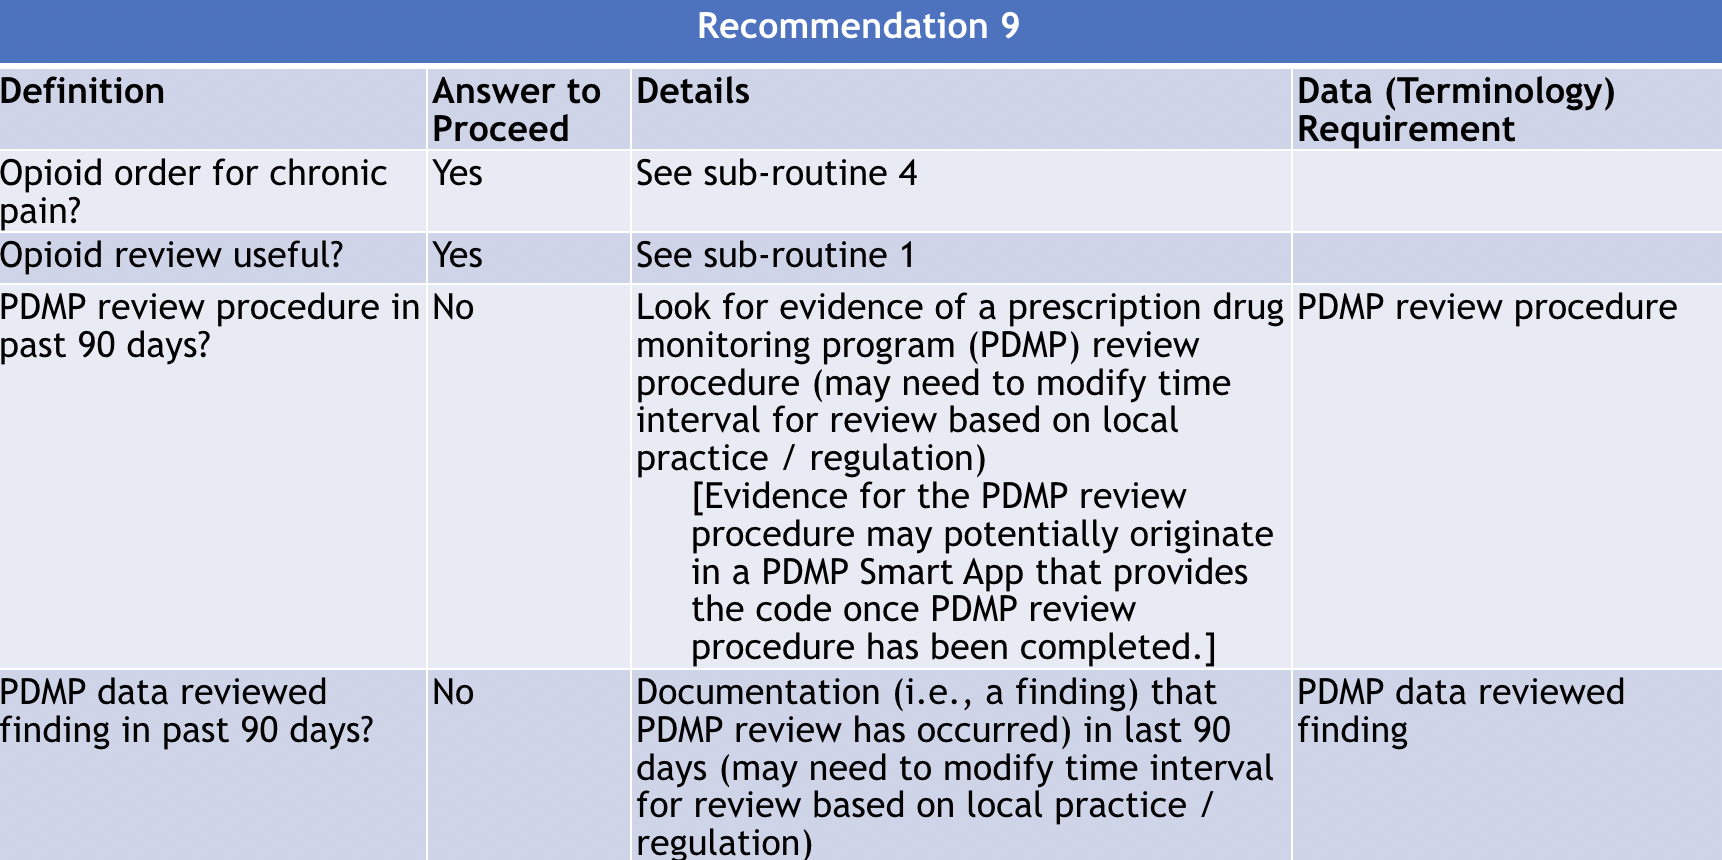 Recommendation 9
Definition
Answer to
Proceed
Details
Data (Terminology)
Requirement
Opioid order for chronic
pain?
Yes
See sub-routine 4
Opioid review useful?
Yes
See sub-routine 1
PDMP review procedure in
past 90 days?
No
Look for evidence of a prescription drug
monitoring program (PDMP) review
procedure (may need to modify time
interval for review based on local
practice / regulation)
[Evidence for the PDMP review
procedure may potentially originate
in a PDMP Smart App that provides
the code once PDMP review
procedure has been completed.]
PDMP review procedure
PDMP data reviewed
finding in past 90 days?
No
Documentation (i.e., a finding) that
PDMP review has occurred) in last 90
days (may need to modify time interval
for review based on local practice /
regulation)
PDMP data reviewed
finding